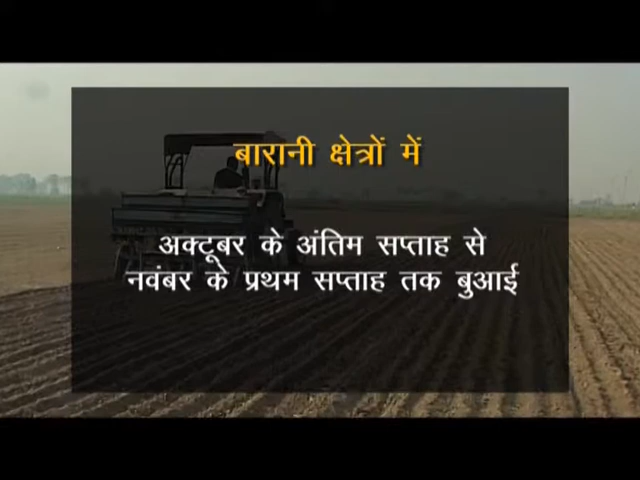 बारानी क्षेत्रों में
अक्टूबर के अंतिम सप्ताह से
नवंबर के प्रथम सप्ताह तक बुआई